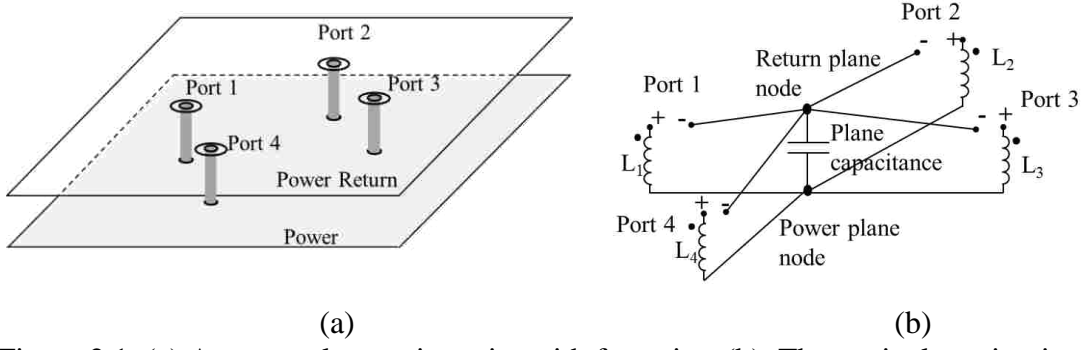 Port 2
Port 1
Port 3
Port 4
Power Return
Power
(a)
Port 2
+
-
L2
Return plane
node
Port 1
+
-
Port 3
-
+
Plane
capacitance
L1
L3
Port 4
+
-
L4
Power plane
node
(b)